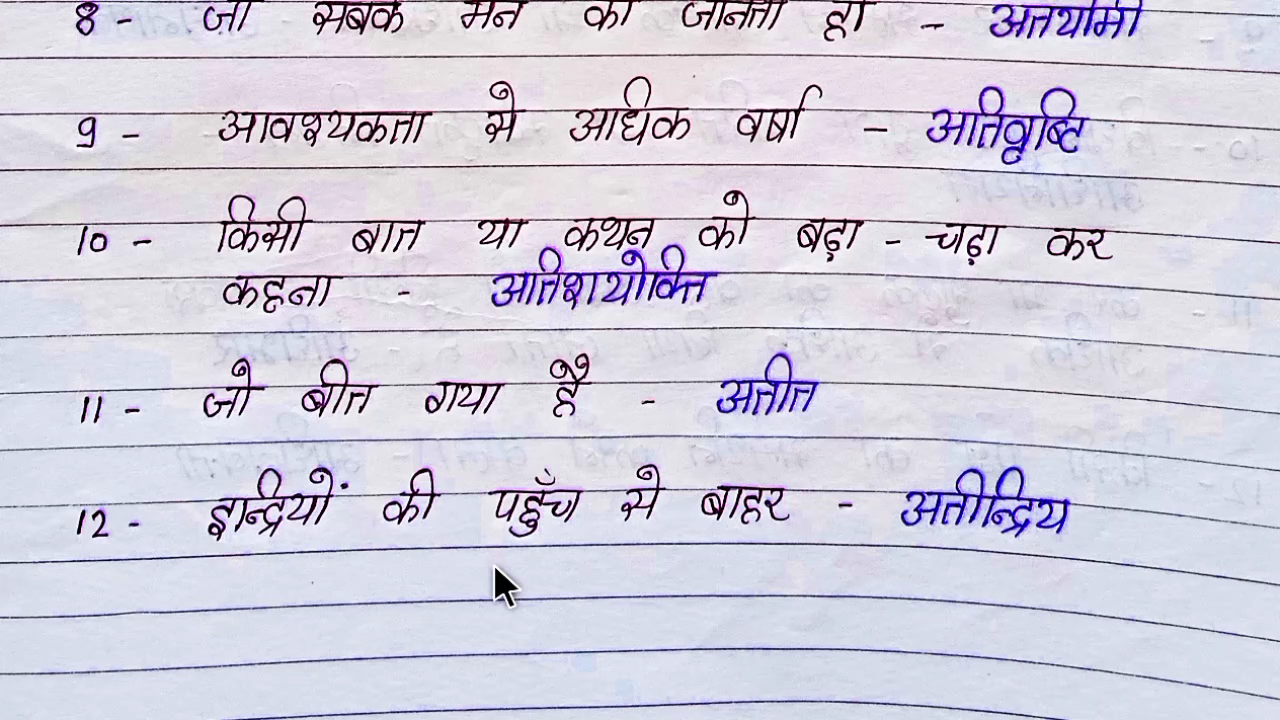 8 - जो सबके मन की जानता हो - अंतर्यामी
9 - आवश्यकता से अधिक वर्षा - अतिवृष्टि
10 - किसी बात या कथन को बढ़ा - चढ़ा कर
कहना - अतिशयोक्ति
11 - जो बीत गया है - अतीत
12 - इन्द्रियों की पहुँच से बाहर - अतीन्द्रिय